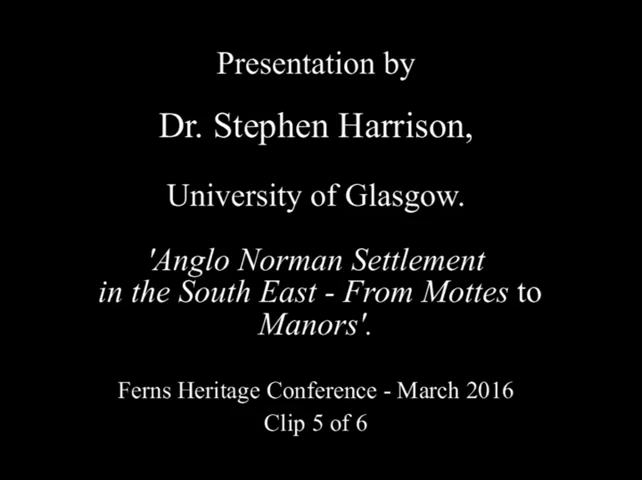 Presentation by
Dr. Stephen Harrison,
University of Glasgow.
'Anglo Norman Settlement
in the South East - From Mottes to
Manors'.
Ferns Heritage Conference - March 2016
Clip 5 of 6